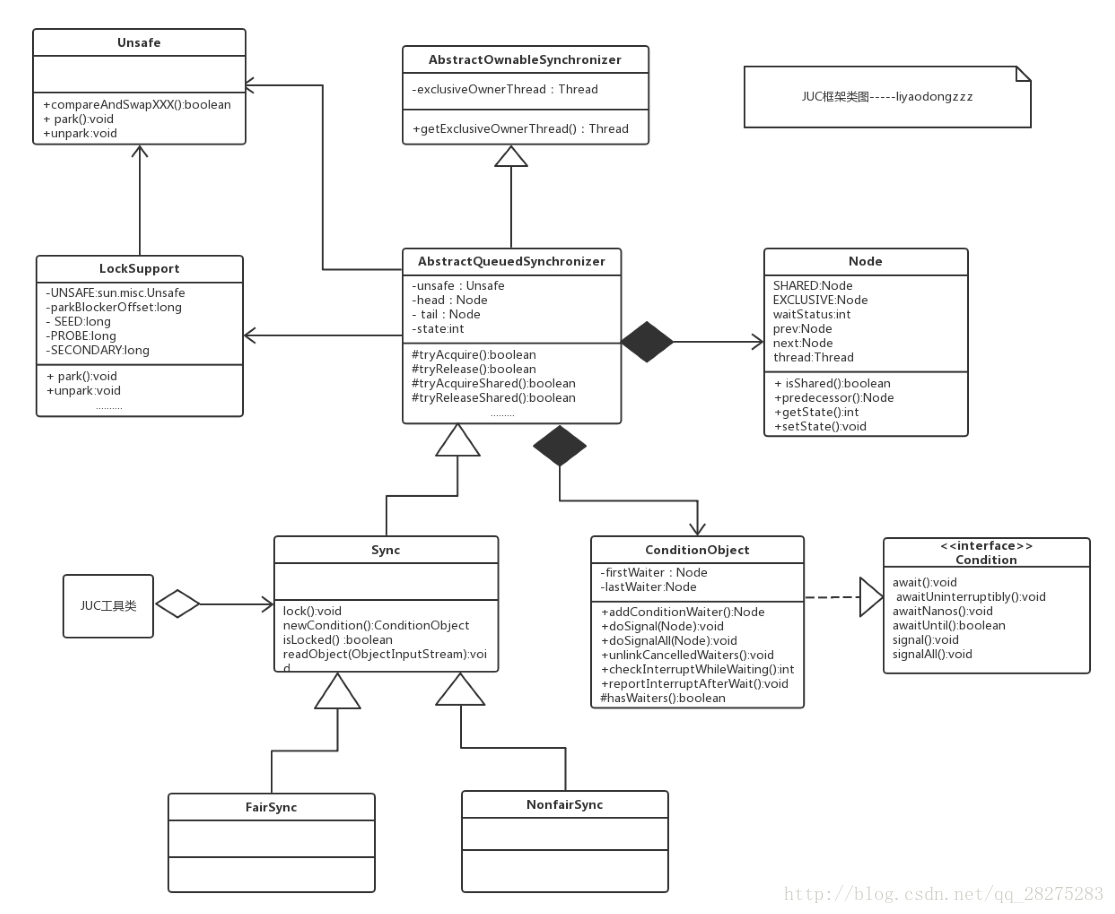 Unsafe
+compareAndSwapXXX():boolean
+ park():void
+unpark:void
AbstractOwnableSynchronizer
-exclusiveOwnerThread：Thread
+getExclusiveOwnerThread()：Thread
JUC框架类图-----liyaodongzzz
LockSupport
-UNSAFE:sun.misc.Unsafe
-parkBlockerOffset:long
- SEED:long
-PROBE:long
-SECONDARY:long
+ park():void
+unpark:void
..........
AbstractQueuedSynchronizer
-unsafe：Unsafe
-head：Node
- tail：Node
-state:int
#tryAcquire():boolean
#tryRelease():boolean
#tryAcquireShared():boolean
#tryReleaseShared():boolean
.........
Node
SHARED:Node
EXCLUSIVE:Node
waitStatus:int
prev:Node
next:Node
thread:Thread
+ isShared():boolean
+predecessor():Node
+getState():int
+setState():void
JUC工具类
Sync
lock():void
newCondition():ConditionObject
isLocked() :boolean
readObject(ObjectInputStream):voi
d
ConditionObject
-firstWaiter：Node
-lastWaiter:Node
+addConditionWaiter():Node
+doSignal(Node):void
+doSignalAll(Node):void
+unlinkCancelledWaiters():void
+checkInterruptWhileWaiting():int
+reportInterruptAfterWait():void
#hasWaiters():boolean
<<interface>>
Condition
await():void
awaitUninterruptibly():void
awaitNanos():void
awaitUntil():boolean
signal():void
signalAll():void
FairSync
NonfairSync
http://blog.csdn.net/qq_28275283